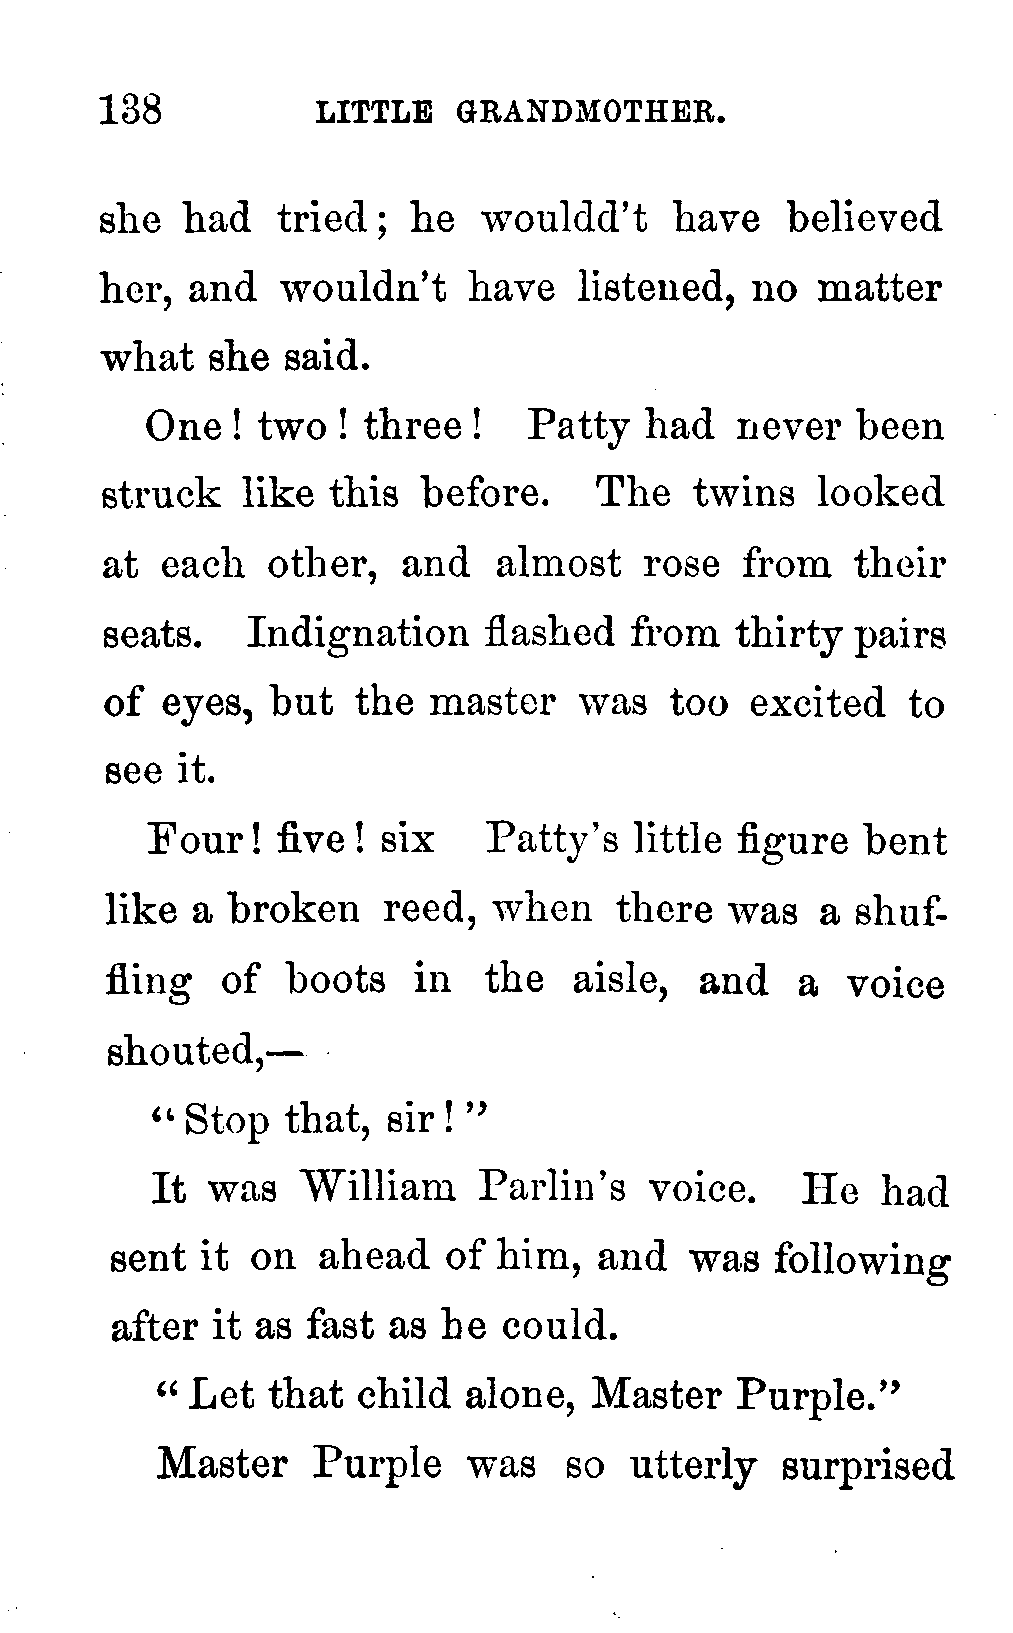 138 LITTLE GRANDMOTHER.
she had tried; he wouldd't have believed
her, and wouldn't have listened, no matter
what she said.
One! two! three! Patty had never been
struck like this before. The twins looked
at each other, and almost rose from their
seats. Indignation flashed from thirty pairs
of eyes, but the master was too excited to
see it.
Four! five! six Patty's little figure bent
like a broken reed, when there was a shuf-
fling of boots in the aisle, and a voice
shouted,—
"Stop that, sir!"
It was William Parlin's voice. He had
sent it on ahead of him, and was following
after it as fast as he could.
"Let that child alone, Master Purple."
Master Purple was so utterly surprised